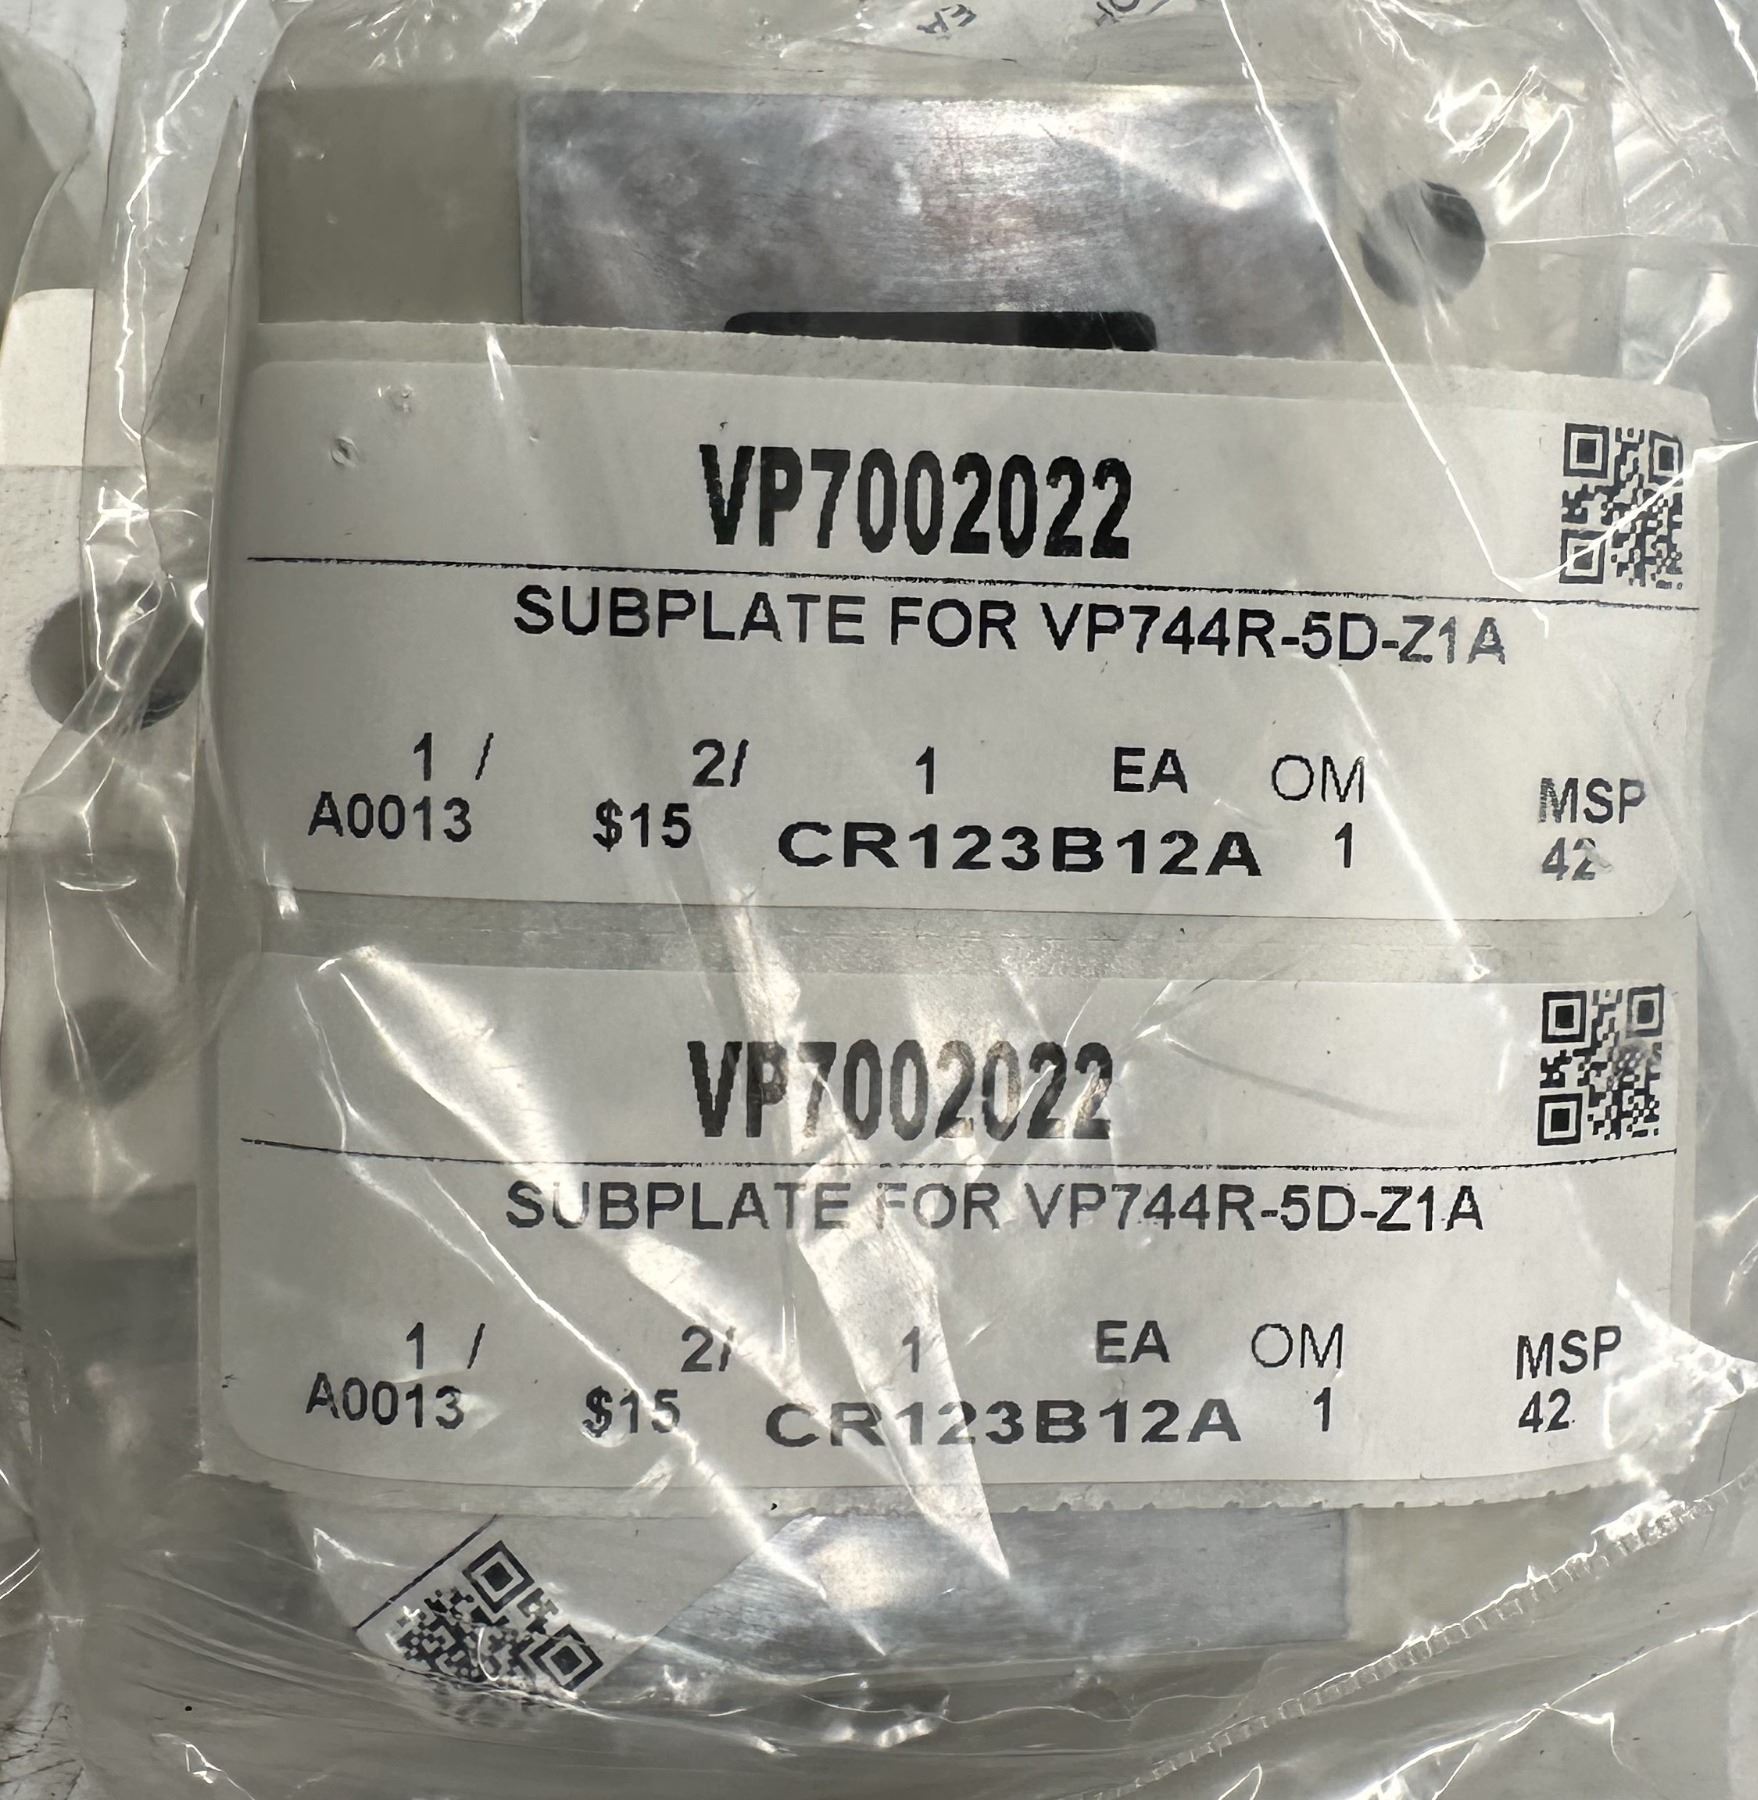 EA
VP7002022
SUBPLATE FOR VP744R-5D-Z1A
1 / 2/ 1 EA OM MSP
A0013 $15 CR123B12A 1 42
VP7002022
SUBPLATE FOR VP744R-5D-Z1A
1 / 2/ 1 EA OM MSP
A0013 $15 CR123B12A 1 42